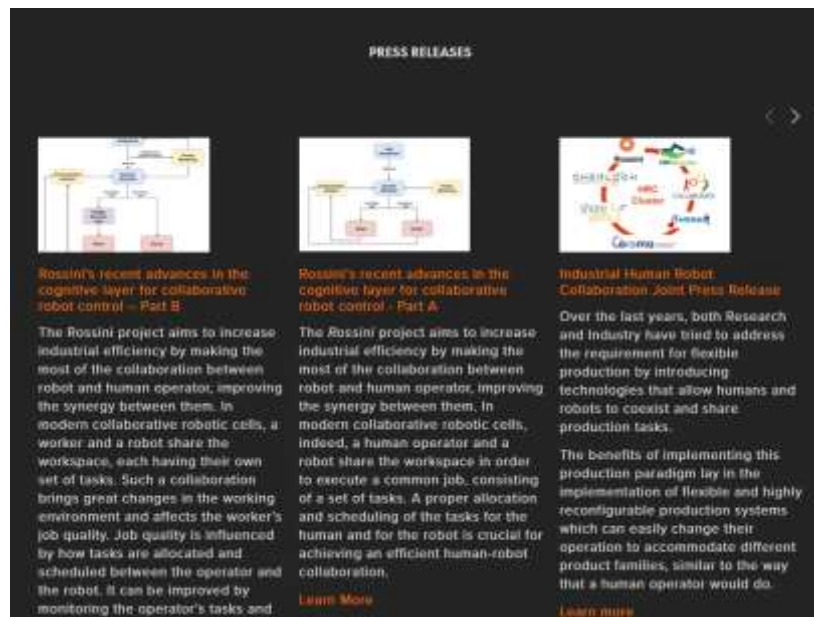 PRESS RELEASES
HRC
Cluster
Rossini's recent advances in the
cognitive layer for collaborative
robot control – Part B
The Rossini project aims to increase
industrial efficiency by making the
most of the collaboration between
robot and human operator, improving
the synergy between them. In
modern collaborative robotic cells, a
worker and a robot share the
workspace, each having their own
set of tasks. Such a collaboration
brings great changes in the working
environment and affects the worker's
job quality. Job quality is influenced
by how tasks are allocated and
scheduled between the operator and
the robot. It can be improved by
monitoring the operator's tasks and
Rossini's recent advances in the
cognitive layer for collaborative
robot control - Part A
The Rossini project aims to increase
industrial efficiency by making the
most of the collaboration between
robot and human operator, improving
the synergy between them. In
modern collaborative robotic cells,
indeed, a human operator and a
robot share the workspace in order
to execute a common job, consisting
of a set of tasks. A proper allocation
and scheduling of the tasks for the
human and for the robot is crucial for
achieving an efficient human-robot
collaboration.
Learn More
Industrial Human Robot
Collaboration Joint Press Release
Over the last years, both Research
and Industry have tried to address
the requirement for flexible
production by introducing
technologies that allow humans and
robots to coexist and share
production tasks.
The benefits of implementing this
production paradigm lay in the
implementation of flexible and highly
reconfigurable production systems
which can easily change their
operation to accommodate different
product families, similar to the way
that a human operator would do.
Learn more